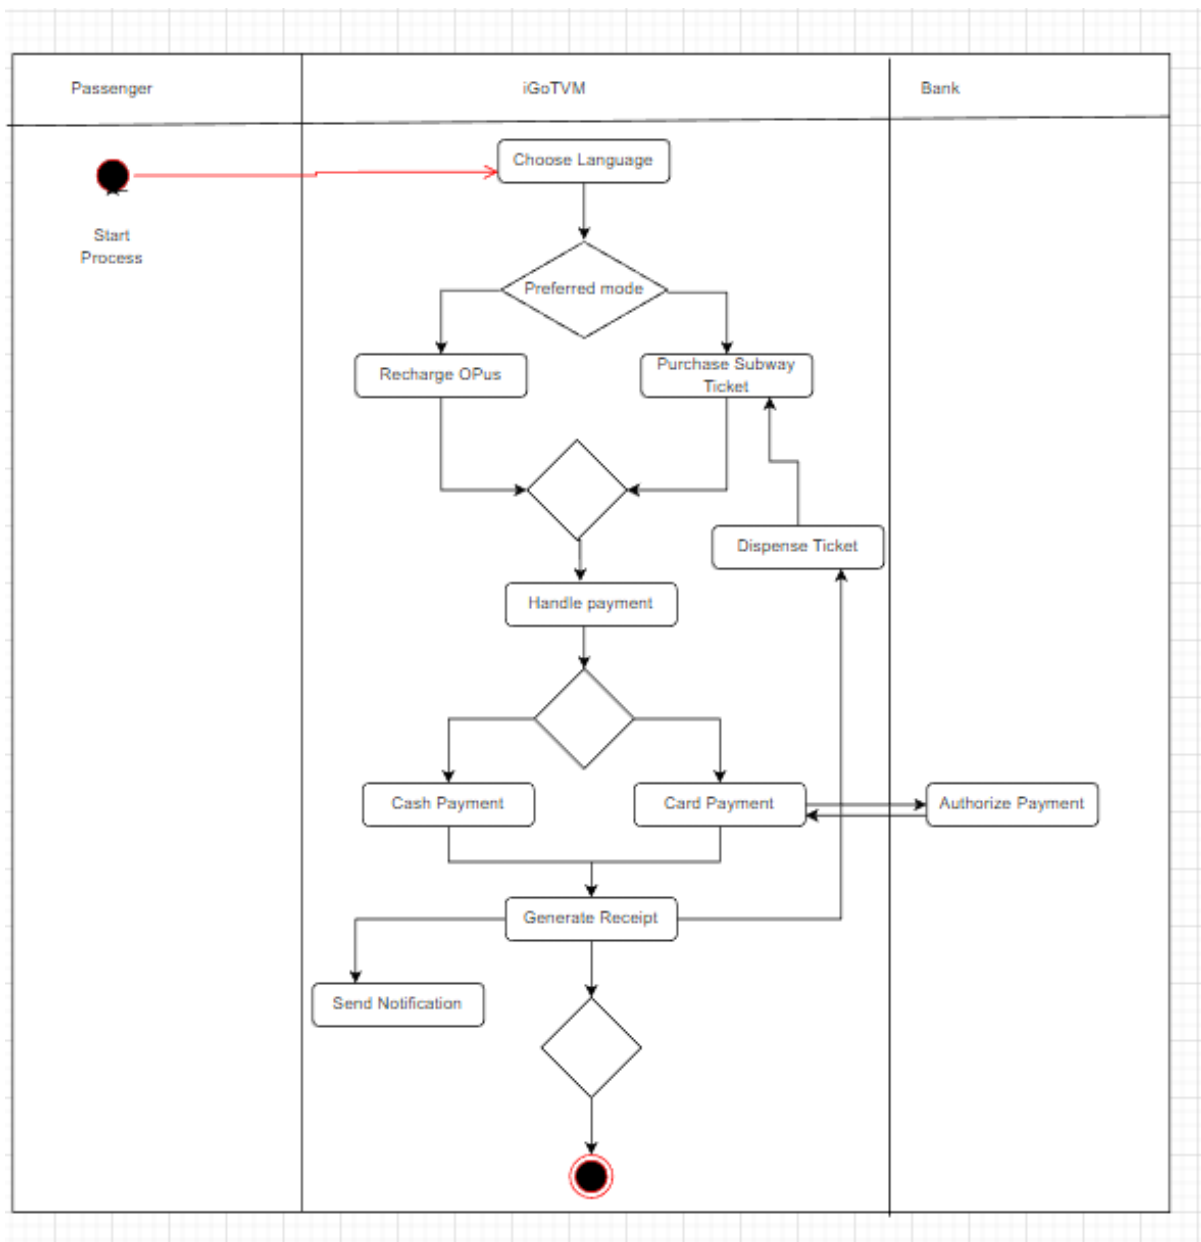 Passenger
iGoTVM
Bank
Choose Language
Start
Process
Preferred mode
Recharge OPus
Purchase Subway
Ticket
Dispense Ticket
Handle payment
Cash Payment
Card Payment
Authorize Payment
Generate Receipt
Send Notification